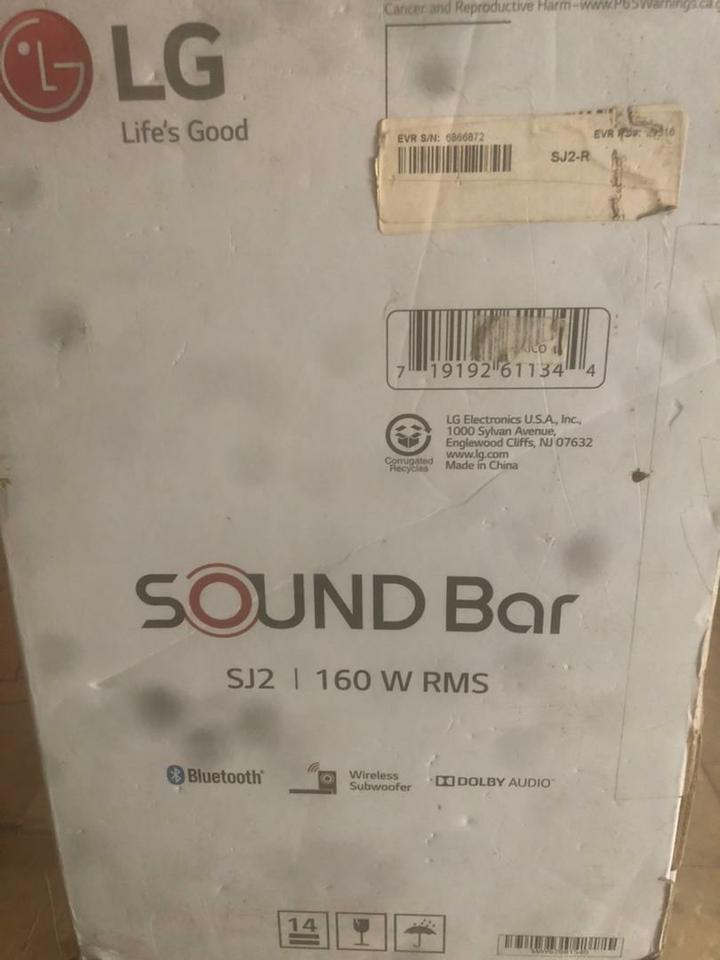 Cancer and Reproductive Harm–www.P65Warnings.ca.g
LG
Life's Good
EVR S/N: 6866872
EVR
SJ2-R
7 19192 61134 4
Corrugated
Recycles
LG Electronics U.S.A., Inc.,
1000 Sylvan Avenue,
Englewood Cliffs, NJ 07632
www.lg.com
Made in China
SOUND Bar
SJ2 | 160 W RMS
Bluetooth®
Wireless
Subwoofer
DOLBY AUDIO™
14